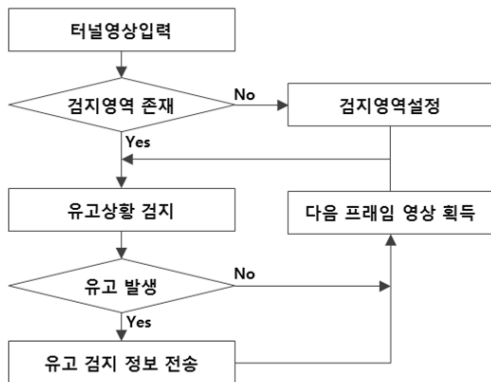 터널영상입력
검지영역 존재
No
검지영역설정
Yes
유고상황 검지
다음 프래임 영상 획득
유고 발생
No
Yes
유고 검지 정보 전송